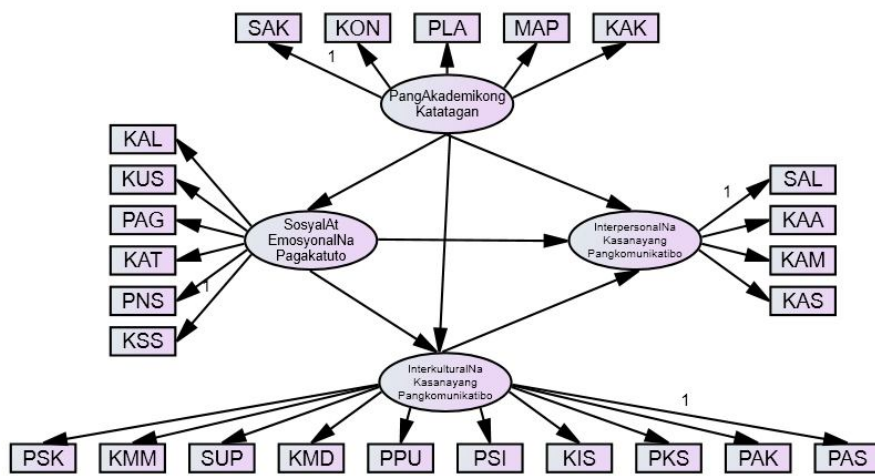 SAK
KON
PLA
MAP
KAK
1
PangAkademikong
Katatagan
KAL
KUS
PAG
KAT
PNS
1
KSS
SosyalAt
EmosyonalNa
Pagakatuto
InterpersonalNa
Kasanayang
Pangkomunikatibo
1
SAL
KAA
KAM
KAS
InterkulturalNa
Kasanayang
Pangkomunikatibo
1
PSK
KMM
SUP
KMD
PPU
PSI
KIS
PKS
PAK
PAS